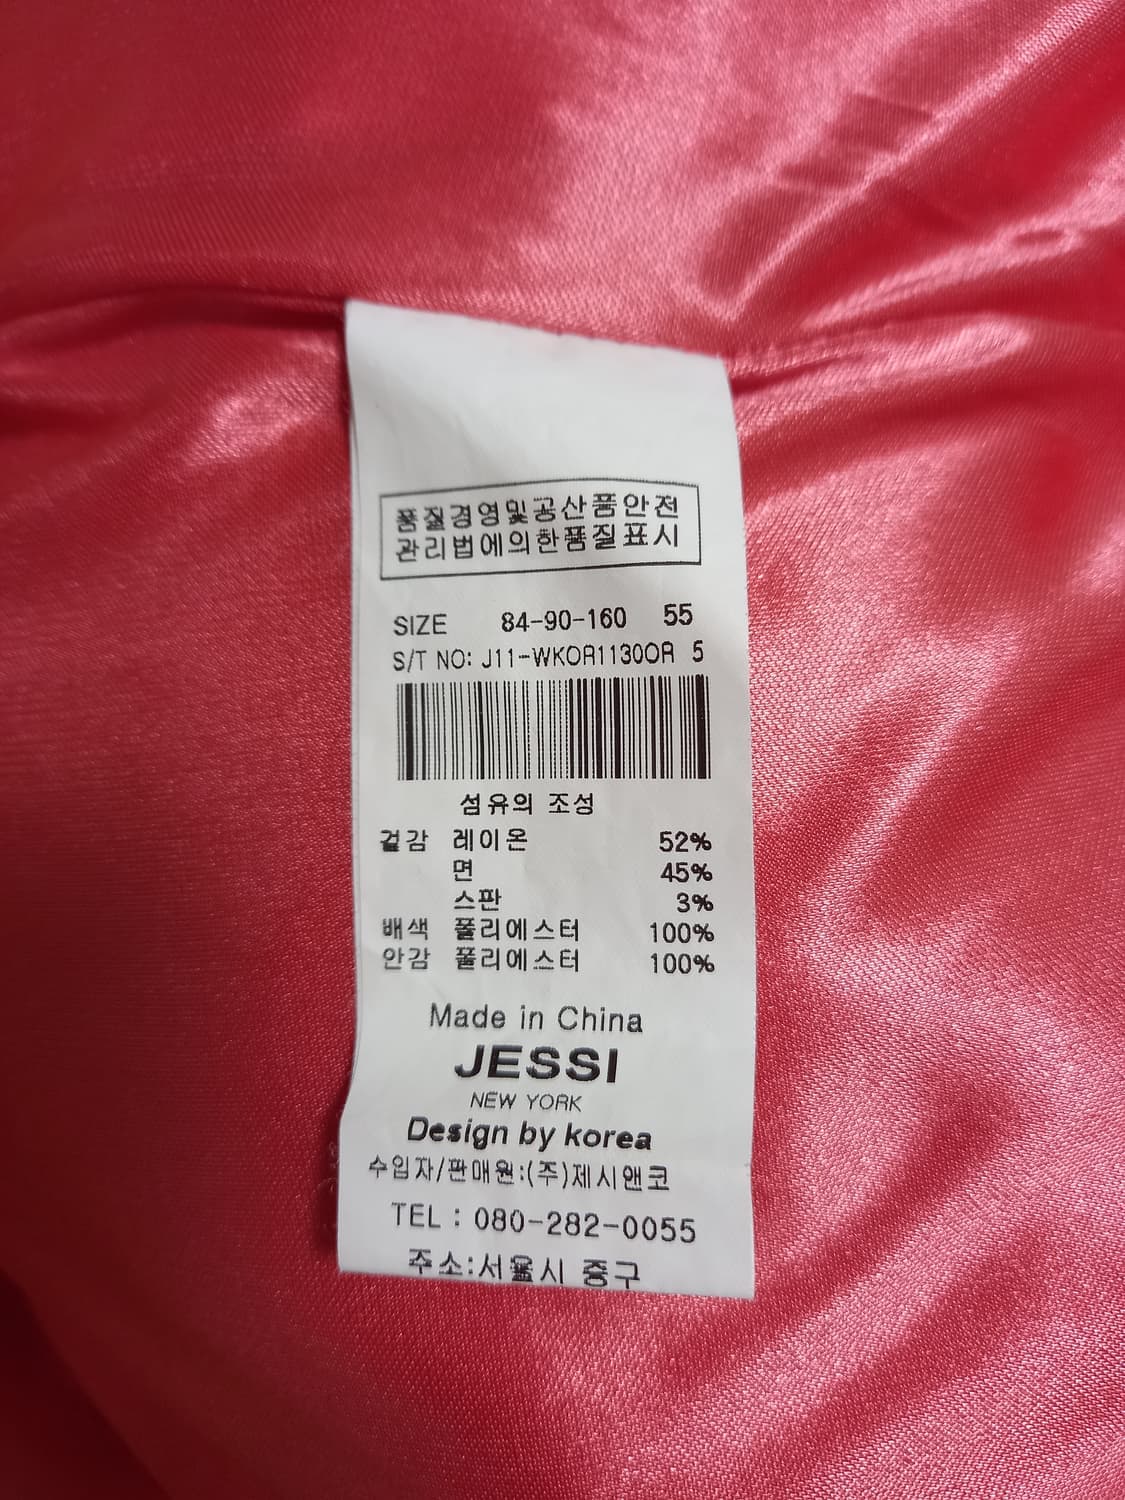 품질경영및공산품안전
관리법에의한품질표시
SIZE 84-90-160 55
S/T NO: J11-WKOR1130OR 5
섬유의 조성
겉감 레이온 52%
면 45%
스판 3%
배색 폴리에스터 100%
안감 폴리에스터 100%
Made in China
JESSI
NEW YORK
Design by korea
수입자/판매원:(주)제시앤코
TEL : 080-282-0055
주소:서울시 중구